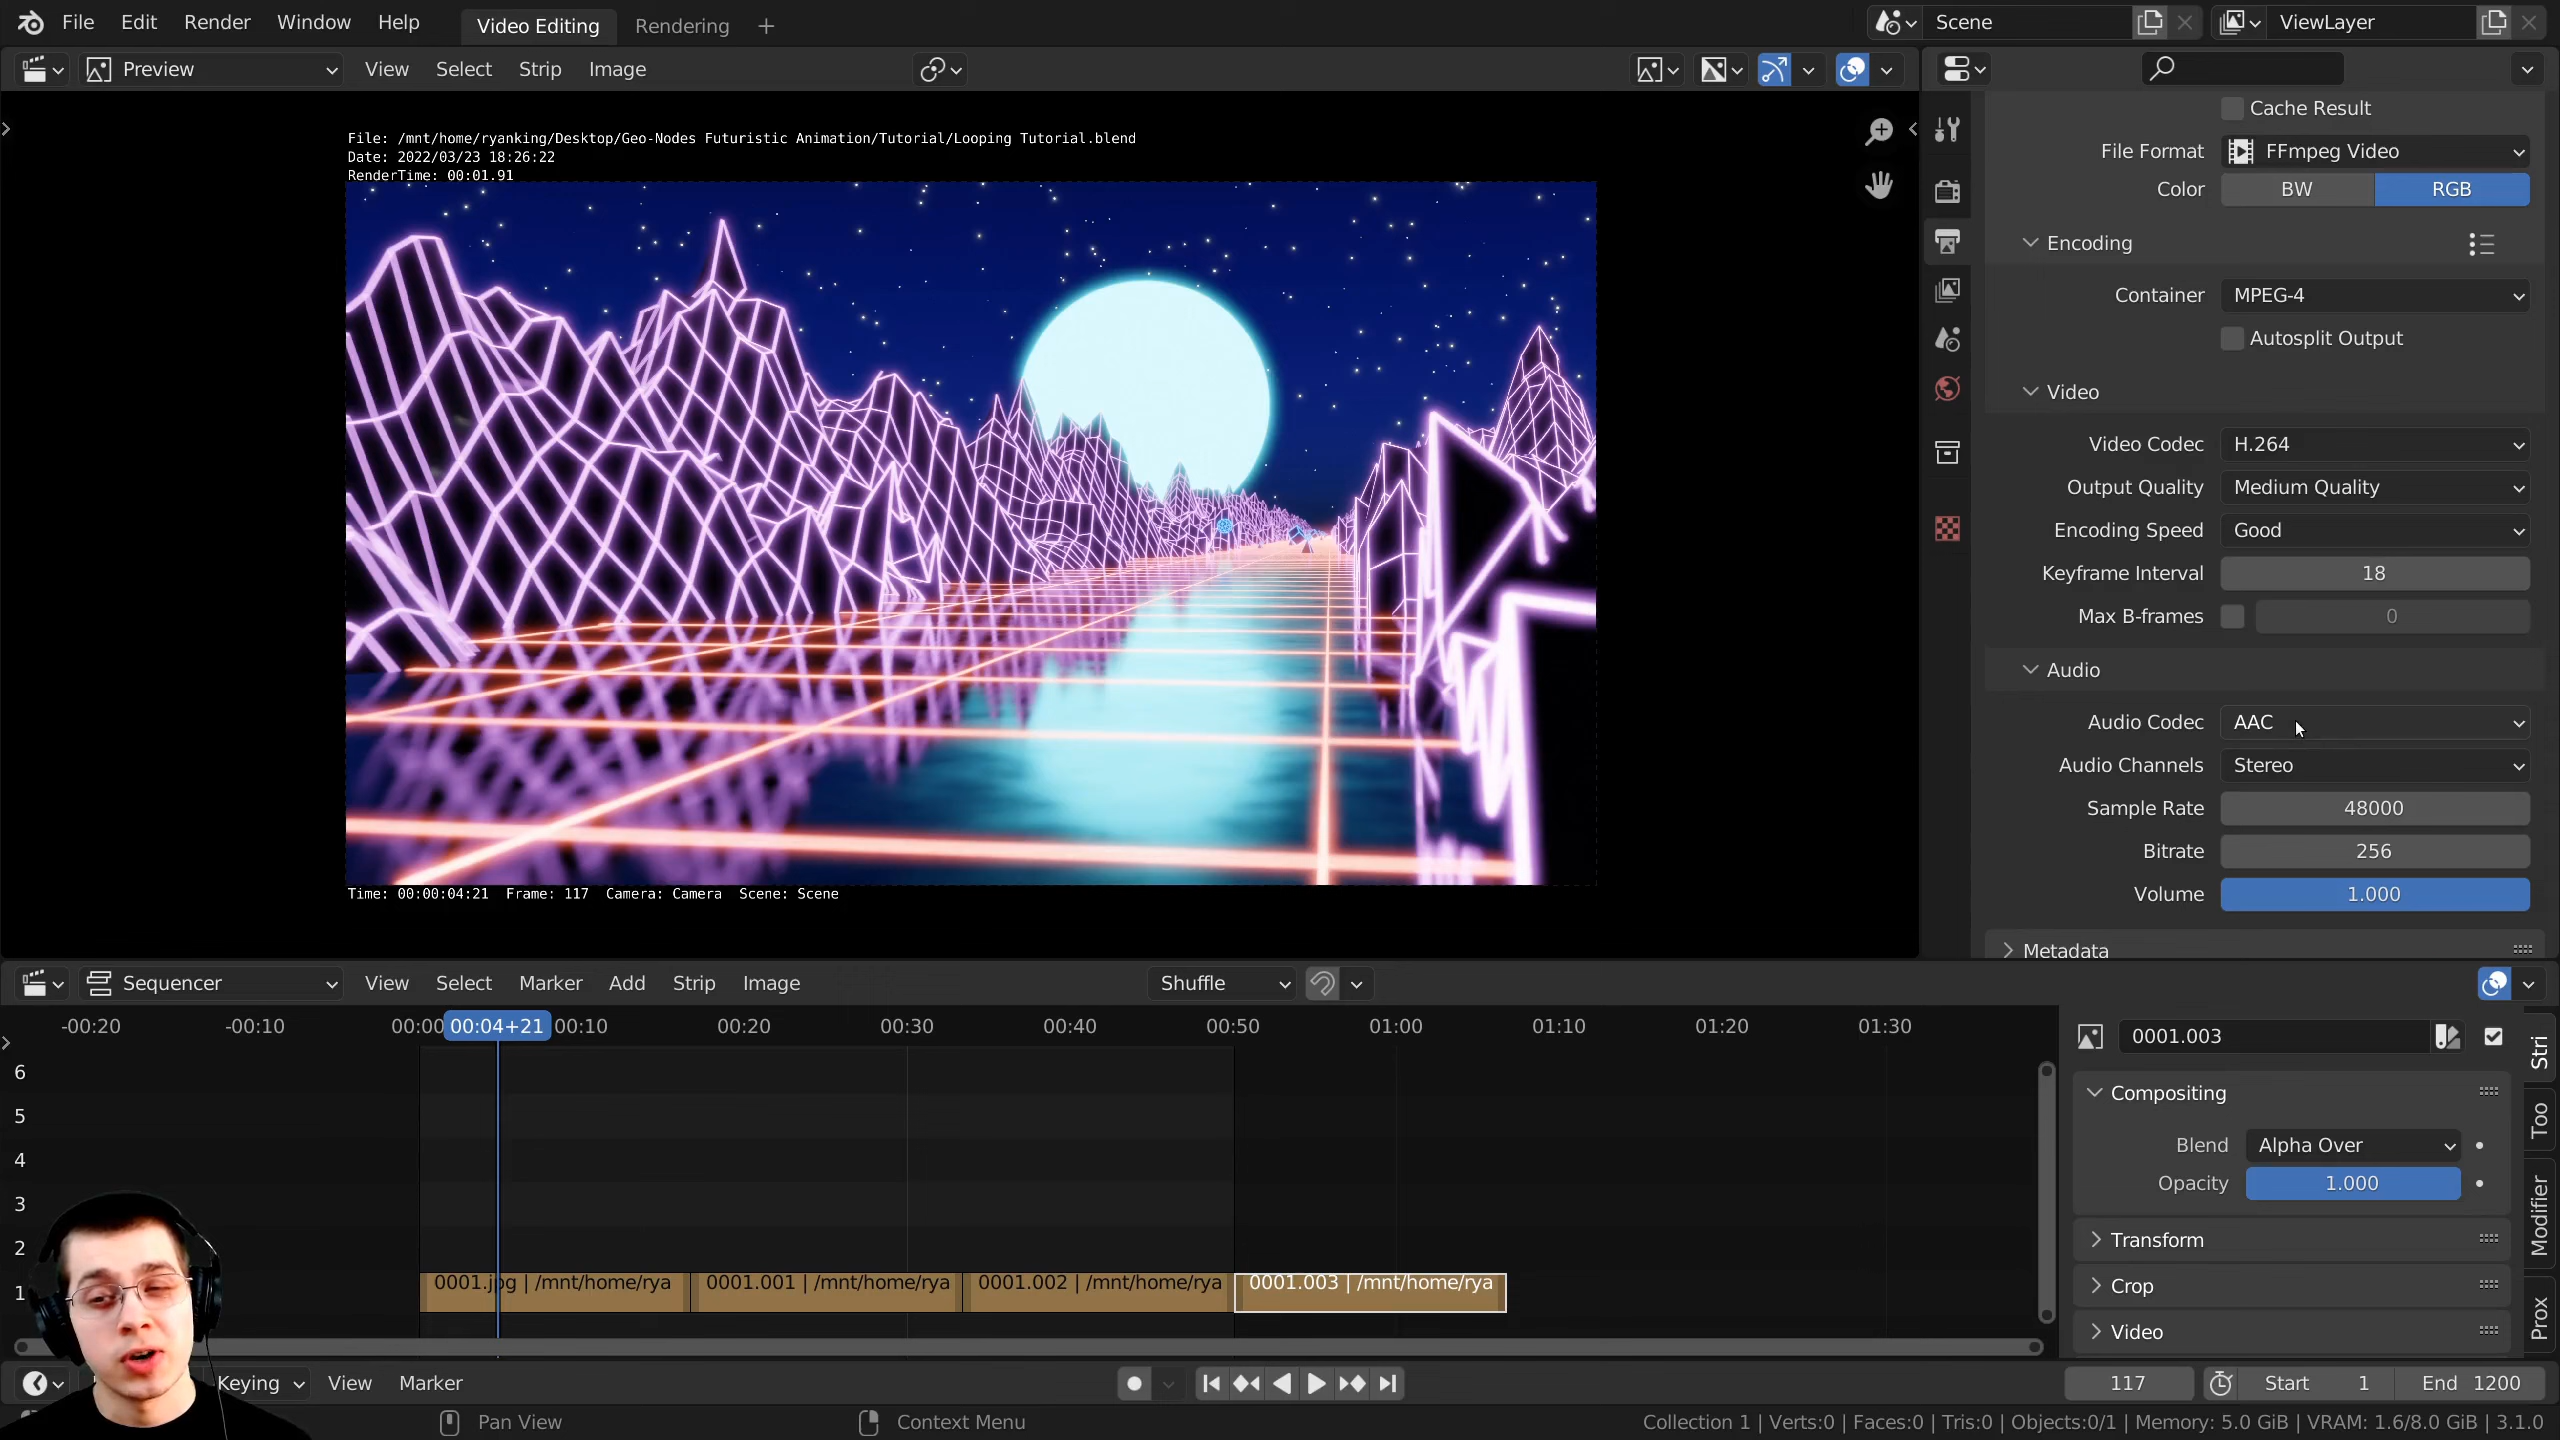 File Edit Render Window Help Video Editing Rendering + Scene ViewLayer
Preview View Select Strip Image
File: /mnt/home/ryanking/Desktop/Geo-Nodes Futuristic Animation/Tutorial/Looping Tutorial.blend
Date: 2022/03/23 18:26:22
RenderTime: 00:01.91
Time: 00:00:04:21 Frame: 117 Camera: Camera Scene: Scene
Cache Result
File Format FFmpeg Video
Color BW RGB
Encoding
Container MPEG-4
Autosplit Output
Video
Video Codec H.264
Output Quality Medium Quality
Encoding Speed Good
Keyframe Interval 18
Max B-frames 0
Audio
Audio Codec AAC
Audio Channels Stereo
Sample Rate 48000
Bitrate 256
Volume 1.000
Metadata
Sequencer View Select Marker Add Strip Image Shuffle
-00:20 -00:10 00:00 00:04+21 00:10 00:20 00:30 00:40 00:50 01:00 01:10 01:20 01:30
6
5
4
3
2
1
0001.jpg | /mnt/home/rya 0001.001 | /mnt/home/rya 0001.002 | /mnt/home/rya 0001.003 | /mnt/home/rya
0001.003
Compositing
Blend Alpha Over
Opacity 1.000
Transform
Crop
Video
Stri
Too
Modifier
Prox
Keying View Marker 117 Start 1 End 1200
Pan View Context Menu Collection 1 | Verts:0 | Faces:0 | Tris:0 | Objects:0/1 | Memory: 5.0 GiB | VRAM: 1.6/8.0 GiB | 3.1.0